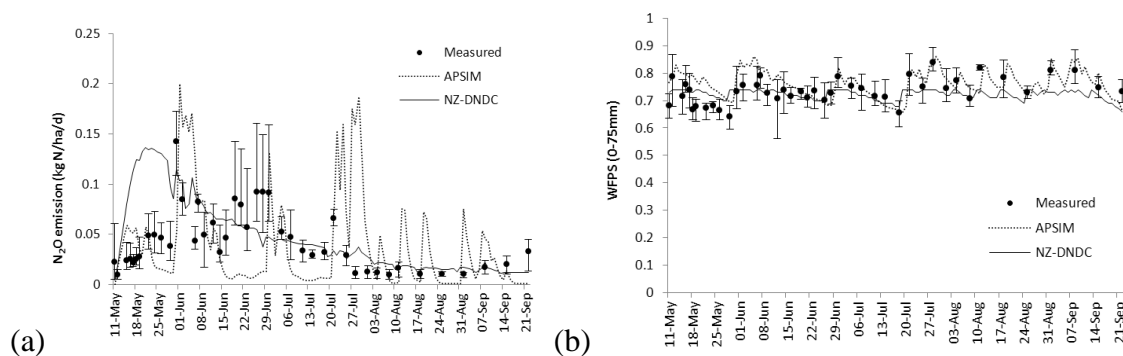 0.25
0.2
0.15
0.1
0.05
0
N₂O emission (kg N/ha/d)
Measured
APSIM
NZ-DNDC
11-May
18-May
25-May
01-Jun
08-Jun
15-Jun
22-Jun
29-Jun
06-Jul
13-Jul
20-Jul
27-Jul
03-Aug
10-Aug
17-Aug
24-Aug
31-Aug
07-Sep
14-Sep
21-Sep
(a)
1
0.9
0.8
0.7
0.6
0.5
0.4
0.3
0.2
0.1
0
WFPS (0-75mm)
Measured
APSIM
NZ-DNDC
11-May
18-May
25-May
01-Jun
08-Jun
15-Jun
22-Jun
29-Jun
06-Jul
13-Jul
20-Jul
27-Jul
03-Aug
10-Aug
17-Aug
24-Aug
31-Aug
07-Sep
14-Sep
21-Sep
(b)